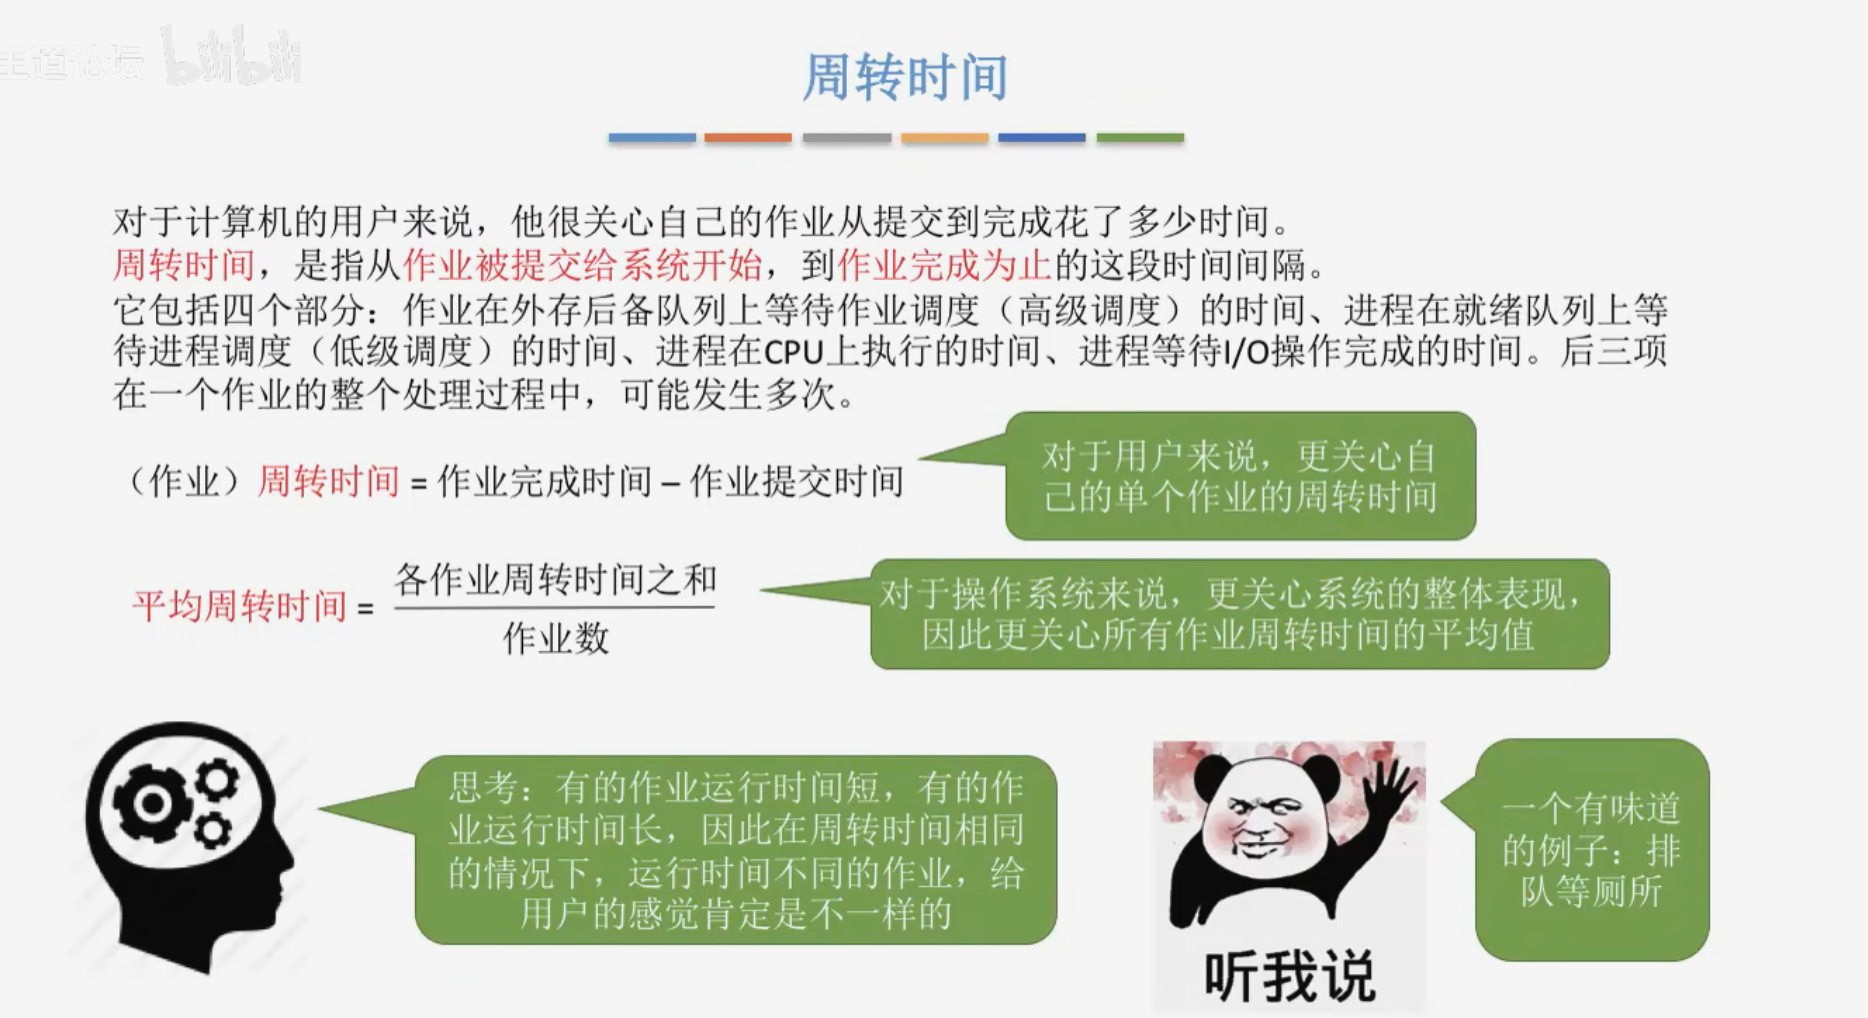 王道论坛 bilibili
周转时间
对于计算机的用户来说，他很关心自己的作业从提交到完成花了多少时间。
周转时间，是指从作业被提交给系统开始，到作业完成为止的这段时间间隔。
它包括四个部分：作业在外存后备队列上等待作业调度（高级调度）的时间、进程在就绪队列上等
待进程调度（低级调度）的时间、进程在CPU上执行的时间、进程等待I/O操作完成的时间。后三项
在一个作业的整个处理过程中，可能发生多次。
对于用户来说，更关心自
己的单个作业的周转时间
（作业）周转时间 = 作业完成时间 – 作业提交时间
平均周转时间 =
各作业周转时间之和
作业数
对于操作系统来说，更关心系统的整体表现，
因此更关心所有作业周转时间的平均值
思考：有的作业运行时间短，有的作
业运行时间长，因此在周转时间相同
的情况下，运行时间不同的作业，给
用户的感觉肯定是不一样的
听我说
一个有味道
的例子：排
队等厕所